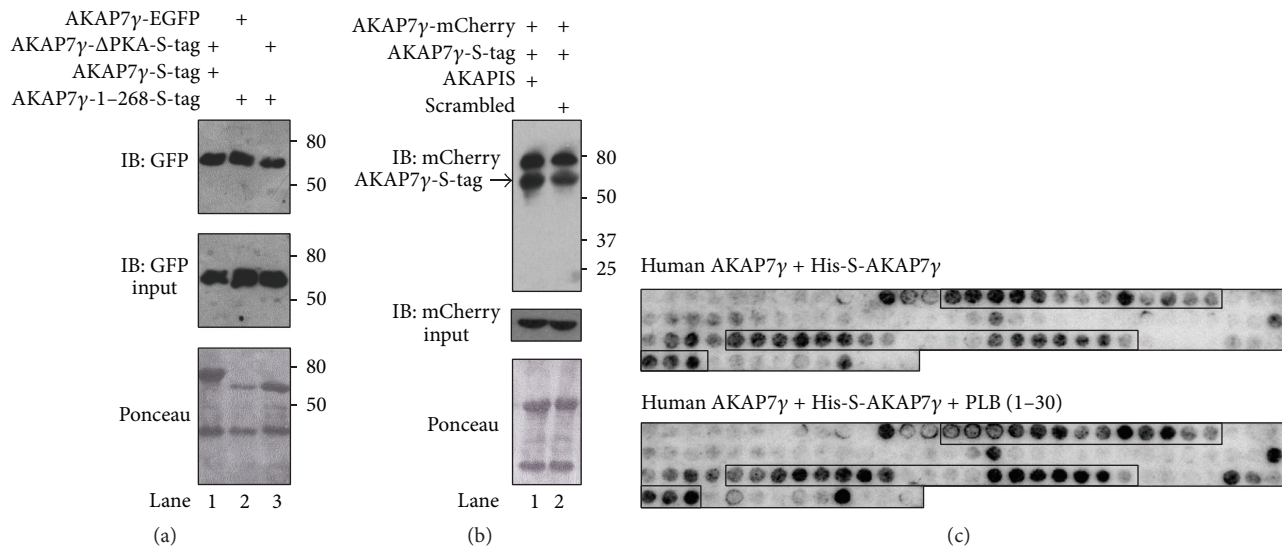 AKAP7γ-EGFP +
AKAP7γ-ΔPKA-S-tag + +
AKAP7γ-S-tag +
AKAP7γ-1–268-S-tag + +
IB: GFP
80
50
IB: GFP
input
80
50
Ponceau
80
50
Lane 1 2 3
(a)
AKAP7γ-mCherry + +
AKAP7γ-S-tag + +
AKAPIS +
Scrambled +
IB: mCherry
AKAP7γ-S-tag →
80
50
37
25
IB: mCherry
input
Ponceau
Lane 1 2
(b)
Human AKAP7γ + His-S-AKAP7γ
Human AKAP7γ + His-S-AKAP7γ + PLB (1–30)
(c)